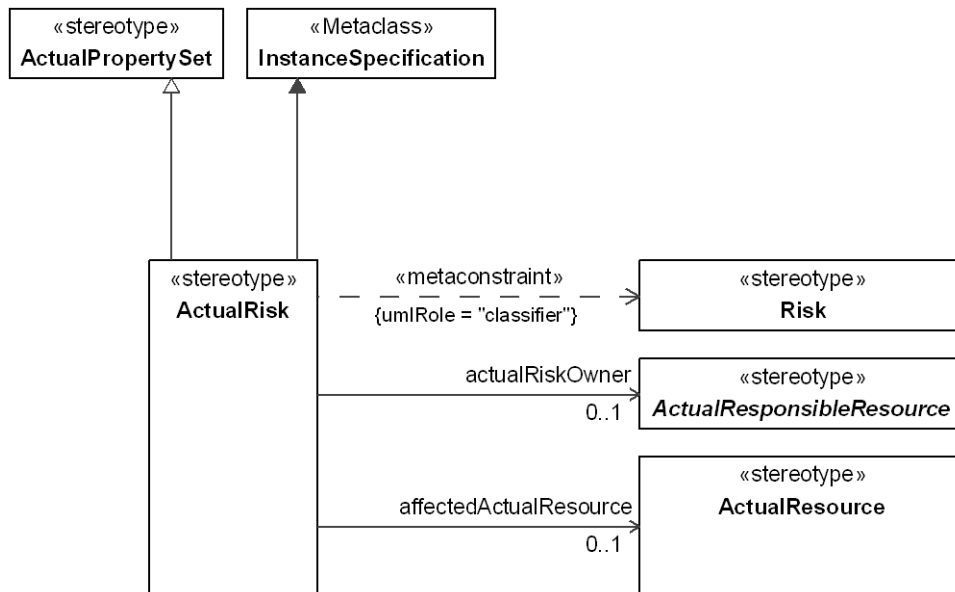 «stereotype»
ActualPropertySet
«Metaclass»
InstanceSpecification
«stereotype»
ActualRisk
«metaconstraint»
{umlRole = "classifier"}
«stereotype»
Risk
actualRiskOwner
0..1
«stereotype»
ActualResponsibleResource
affectedActualResource
0..1
«stereotype»
ActualResource